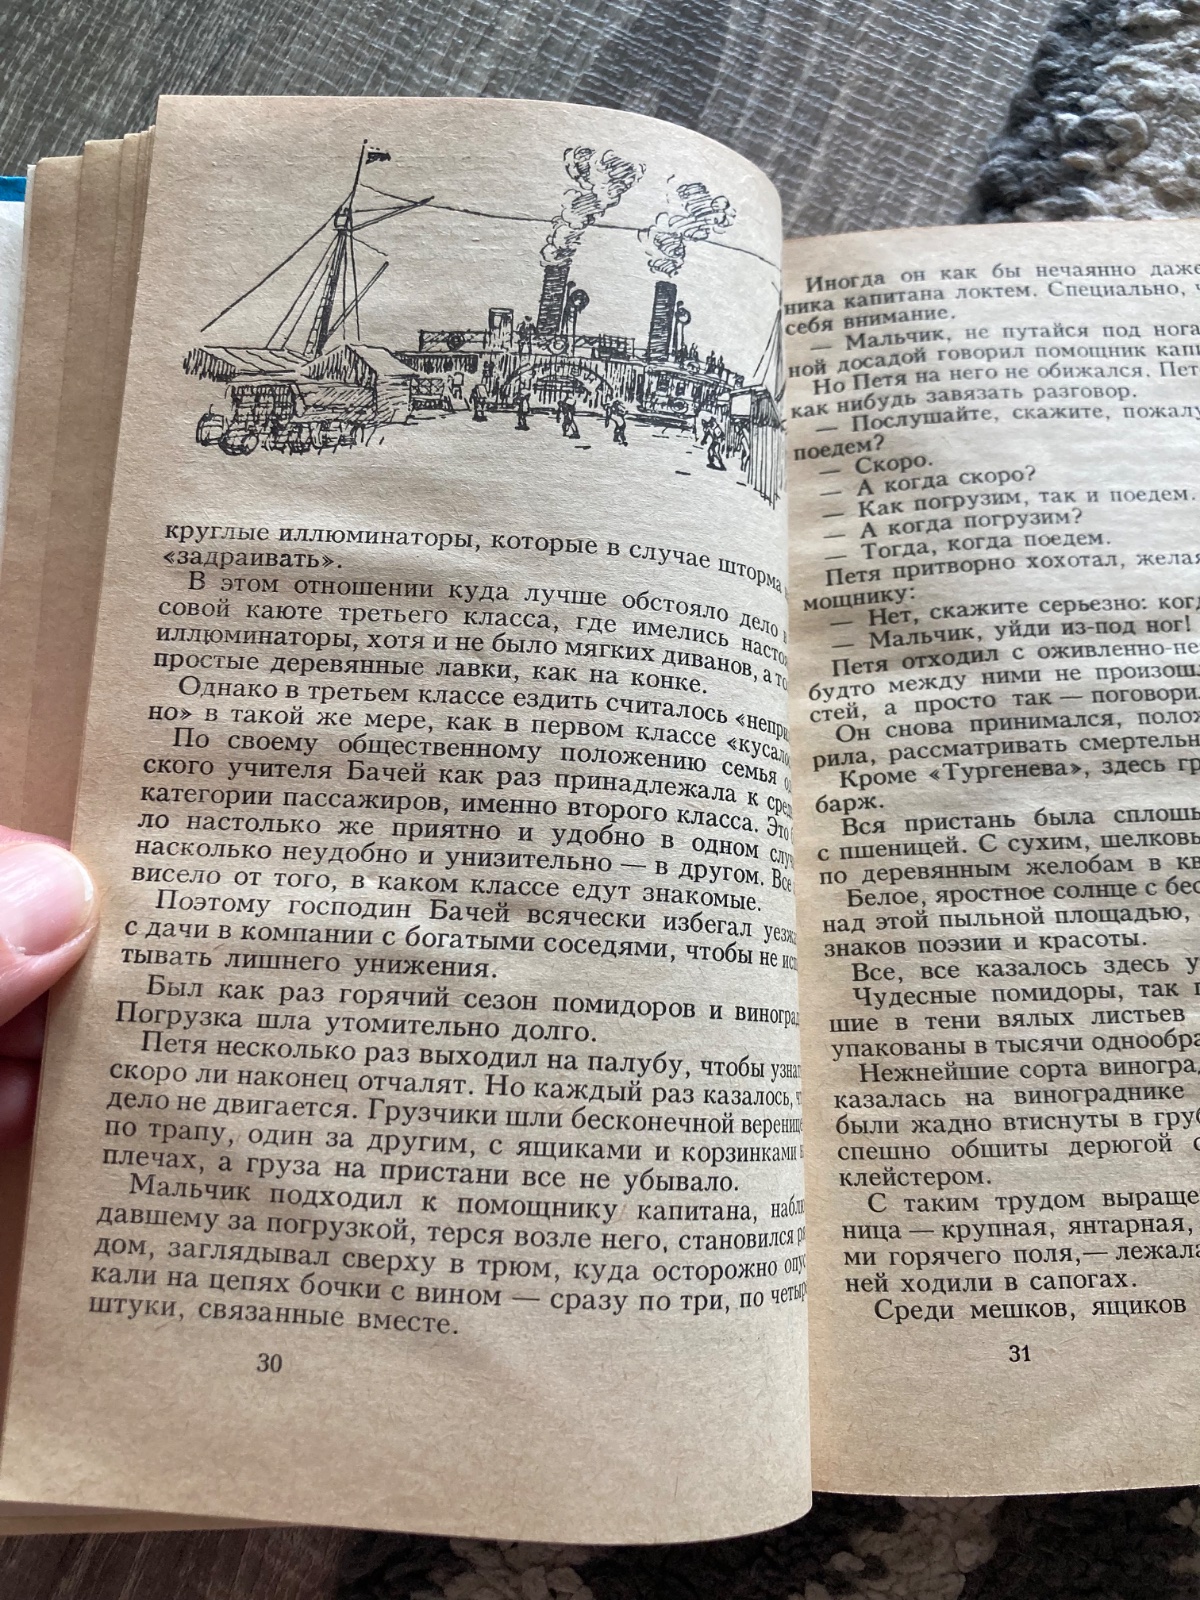 круглые иллюминаторы, которые в случае шторма
«задраивать».
В этом отношении куда лучше обстояло дело
совой каюте третьего класса, где имелись
иллюминаторы, хотя и не было мягких диванов, а
простые деревянные лавки, как на конке.
Однако в третьем классе ездить считалось
но» в такой же мере, как в первом классе
По своему общественному положению семья
ского учителя Бачей как раз принадлежала к
категории пассажиров, именно второго класса. Это
ло настолько же приятно и удобно в одном
насколько неудобно и унизительно — в другом. Все
висело от того, в каком классе едут знакомые.
Поэтому господин Бачей всячески избегал
с дачи в компании с богатыми соседями, чтобы не
тывать лишнего унижения.
Был как раз горячий сезон помидоров и
Погрузка шла утомительно долго.
Петя несколько раз выходил на палубу, чтобы
скоро ли наконец отчалят. Но каждый раз казалось,
дело не двигается. Грузчики шли бесконечной
по трапу, один за другим, с ящиками и корзинками
плечах, а груза на пристани все не убывало.
Мальчик подходил к помощнику капитана,
давшему за погрузкой, терся возле него, становился
дом, заглядывал сверху в трюм, куда осторожно
кали на цепях бочки с вином — сразу по три, по
штуки, связанные вместе.
30
Иногда он как бы нечаянно даже
ника капитана локтем. Специально,
себя внимание.
— Мальчик, не путайся под
ной досадой говорил помощник
Но Петя на него не обижался.
как нибудь завязать разговор.
— Послушайте, скажите,
поедем?
— Скоро.
— А когда скоро?
— Как погрузим, так и поедем.
— А когда погрузим?
— Тогда, когда поедем.
Петя притворно хохотал,
мощнику:
— Нет, скажите серьезно:
— Мальчик, уйди из-под ног!
Петя отходил с
будто между ними не
стей, а просто так —
Он снова принимался,
рила, рассматривать
Кроме «Тургенева», здесь
барж.
Вся пристань была
с пшеницей. С сухим,
по деревянным желобам в
Белое, яростное солнце с
над этой пыльной площадью,
знаков поэзии и красоты.
Все, все казалось здесь
Чудесные помидоры, так
шие в тени вялых листьев
упакованы в тысячи
Нежнейшие сорта
казалась на винограднике
были жадно втиснуты в
спешно обшиты дерюгой
клейстером.
С таким трудом
ница — крупная, янтарная,
ми горячего поля,—
ней ходили в сапогах.
Среди мешков, ящиков
31